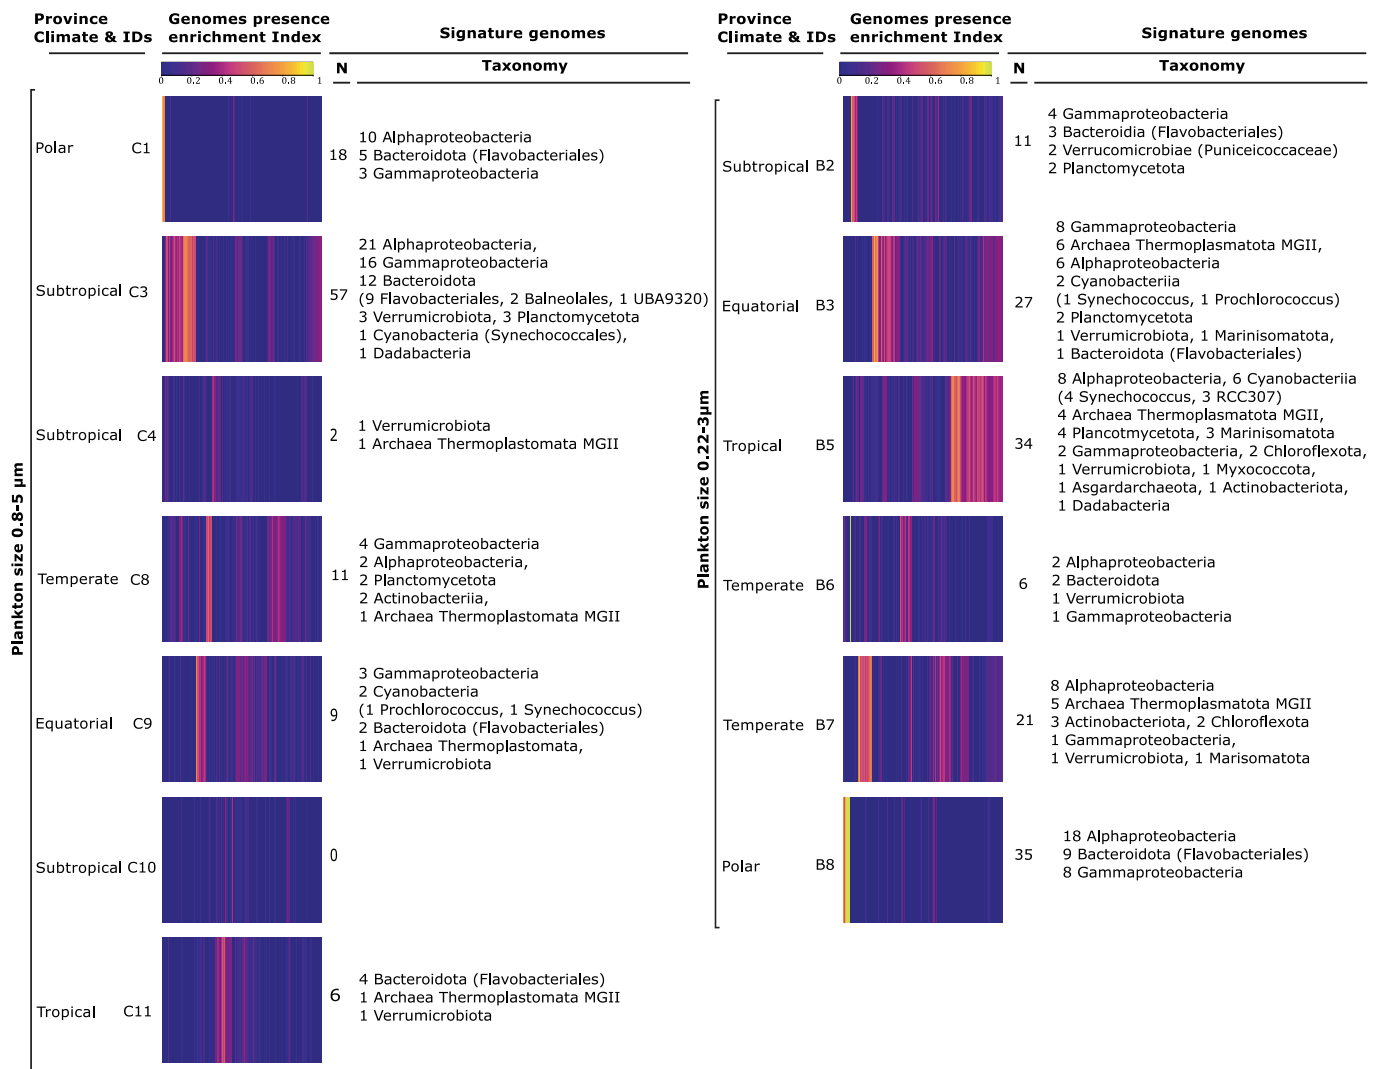 Province
Climate & IDs
Genomes presence
enrichment Index
Signature genomes
N
Taxonomy
0 0.2 0.4 0.6 0.8 1
Plankton size 0.8-5 μm
Polar C1
18
10 Alphaproteobacteria
5 Bacteroidota (Flavobacteriales)
3 Gammaproteobacteria
Subtropical C3
57
21 Alphaproteobacteria,
16 Gammaproteobacteria
12 Bacteroidota
(9 Flavobacteriales, 2 Balneolales, 1 UBA9320)
3 Verrumicrobiota, 3 Planctomycetota
1 Cyanobacteria (Synechococcales),
1 Dadabacteria
Subtropical C4
2
1 Verrumicrobiota
1 Archaea Thermoplastomata MGII
Temperate C8
11
4 Gammaproteobacteria
2 Alphaproteobacteria,
2 Planctomycetota
2 Actinobacteriia,
1 Archaea Thermoplastomata MGII
Equatorial C9
9
3 Gammaproteobacteria
2 Cyanobacteria
(1 Prochlorococcus, 1 Synechococcus)
2 Bacteroidota (Flavobacteriales)
1 Archaea Thermoplastomata,
1 Verrumicrobiota
Subtropical C10
0
Tropical C11
6
4 Bacteroidota (Flavobacteriales)
1 Archaea Thermoplastomata MGII
1 Verrumicrobiota
Province
Climate & IDs
Genomes presence
enrichment Index
Signature genomes
N
Taxonomy
0 0.2 0.4 0.6 0.8 1
Plankton size 0.22-3μm
Subtropical B2
11
4 Gammaproteobacteria
3 Bacteroidia (Flavobacteriales)
2 Verrucomicrobiae (Puniceicoccaceae)
2 Planctomycetota
Equatorial B3
27
8 Gammaproteobacteria
6 Archaea Thermoplasmatota MGII,
6 Alphaproteobacteria
2 Cyanobacteriia
(1 Synechococcus, 1 Prochlorococcus)
2 Planctomycetota
1 Verrumicrobiota, 1 Marinisomatota,
1 Bacteroidota (Flavobacteriales)
Tropical B5
34
8 Alphaproteobacteria, 6 Cyanobacteriia
(4 Synechococcus, 3 RCC307)
4 Archaea Thermoplasmatota MGII,
4 Plancotmycetota, 3 Marinisomatota
2 Gammaproteobacteria, 2 Chloroflexota,
1 Verrumicrobiota, 1 Myxococcota,
1 Asgardarchaeota, 1 Actinobacteriota,
1 Dadabacteria
Temperate B6
6
2 Alphaproteobacteria
2 Bacteroidota
1 Verrumicrobiota
1 Gammaproteobacteria
Temperate B7
21
8 Alphaproteobacteria
5 Archaea Thermoplasmatota MGII
3 Actinobacteriota, 2 Chloroflexota
1 Gammaproteobacteria,
1 Verrumicrobiota, 1 Marisomatota
Polar B8
35
18 Alphaproteobacteria
9 Bacteroidota (Flavobacteriales)
8 Gammaproteobacteria